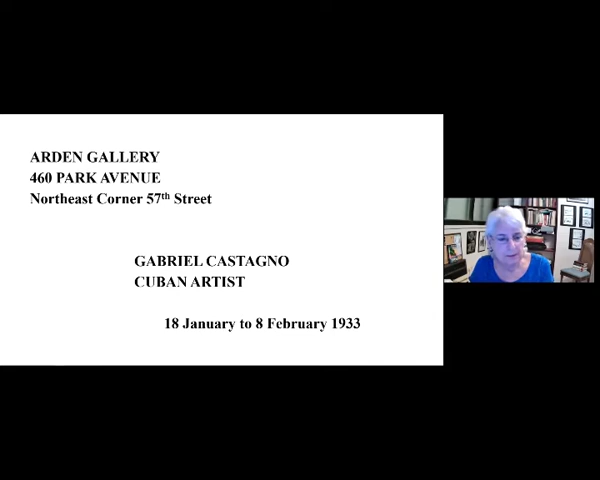 ARDEN GALLERY
460 PARK AVENUE
Northeast Corner 57th Street
GABRIEL CASTAGNO
CUBAN ARTIST
18 January to 8 February 1933